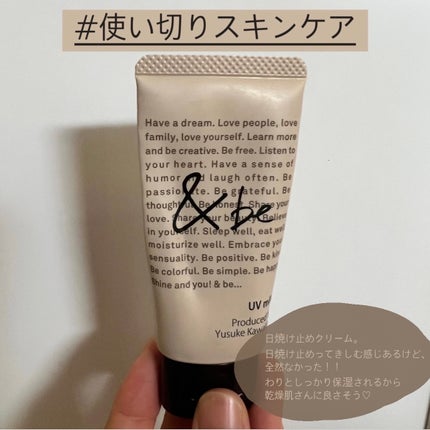 #使い切りスキンケア
Have a dream. Love people, love
family, love yourself. Learn more
and be creative. Be free. Listen to
your heart. Have a sense of
humor and laugh often. Be
passionate. Be grateful. Be
thoughtful. Be honest. Share your
love. Share your beauty. Believe
in yourself. Sleep well, eat well,
moisturize well. Embrace your
sensuality. Be positive. Be kind.
Be colorful. Be simple. Be happy.
Shine and you! & be...
& be
UV mi
Produced
Yusuke Kaw
日焼け止めクリーム。
日焼け止めってきしむ感じあるけど、
全然なかった！！
わりとしっかり保湿されるから
乾燥肌さんに良さそう♡